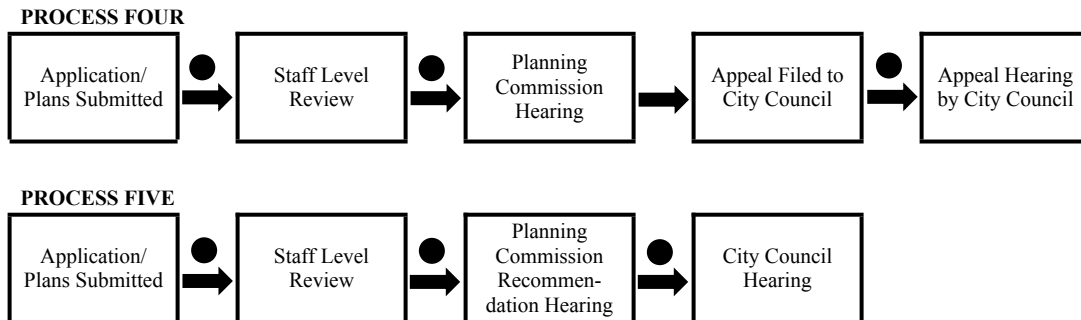 PROCESS FOUR
Application/
Plans Submitted
Staff Level
Review
Planning
Commission
Hearing
Appeal Filed to
City Council
Appeal Hearing
by City Council
PROCESS FIVE
Application/
Plans Submitted
Staff Level
Review
Planning
Commission
Recommen-
dation Hearing
City Council
Hearing